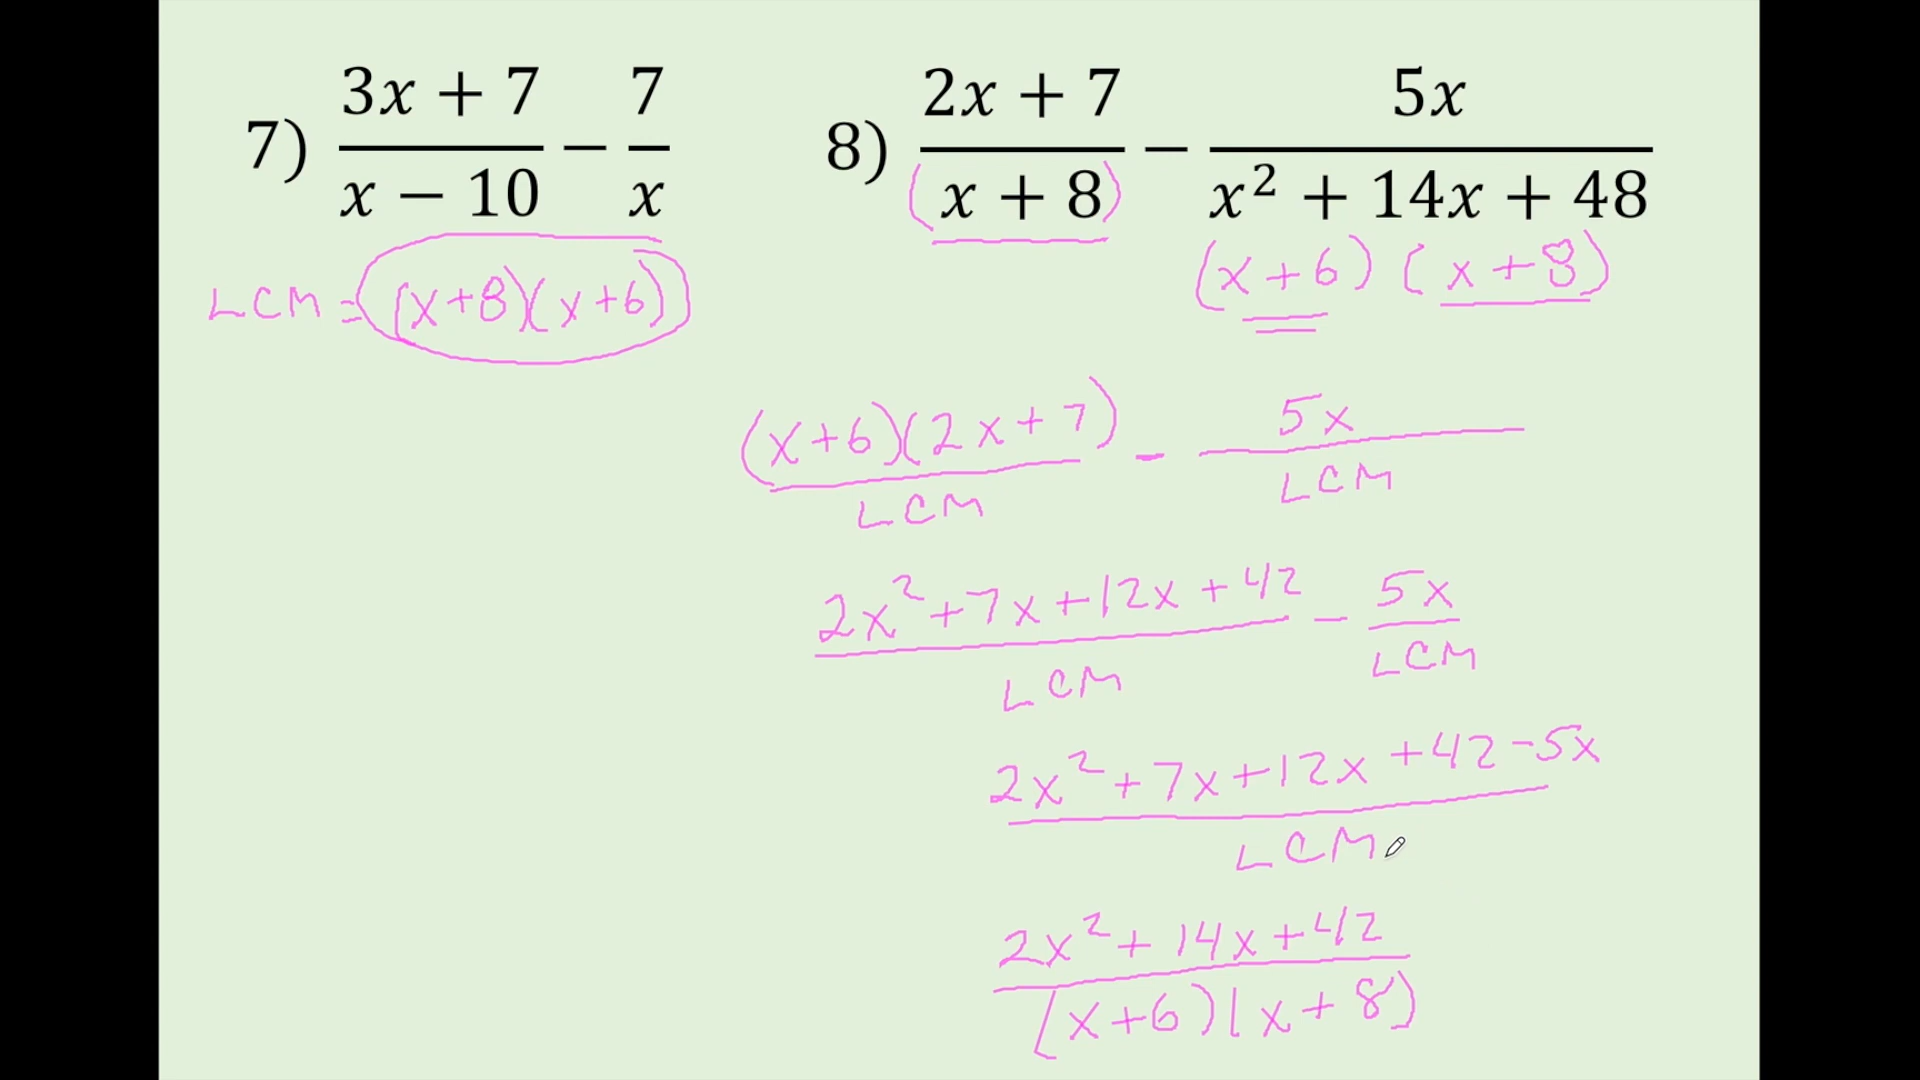 7) (3x + 7)/(x − 10) − 7/x
8) (2x + 7)/(x + 8) − 5x/(x² + 14x + 48)
(x+6)(x+8)
LCM = (x+8)(x+6)
(x+6)(2x+7)/LCM - 5x/LCM
(2x²+7x+12x+42)/LCM - 5x/LCM
(2x²+7x+12x+42-5x)/LCM
(2x²+14x+42)/(x+6)(x+8)